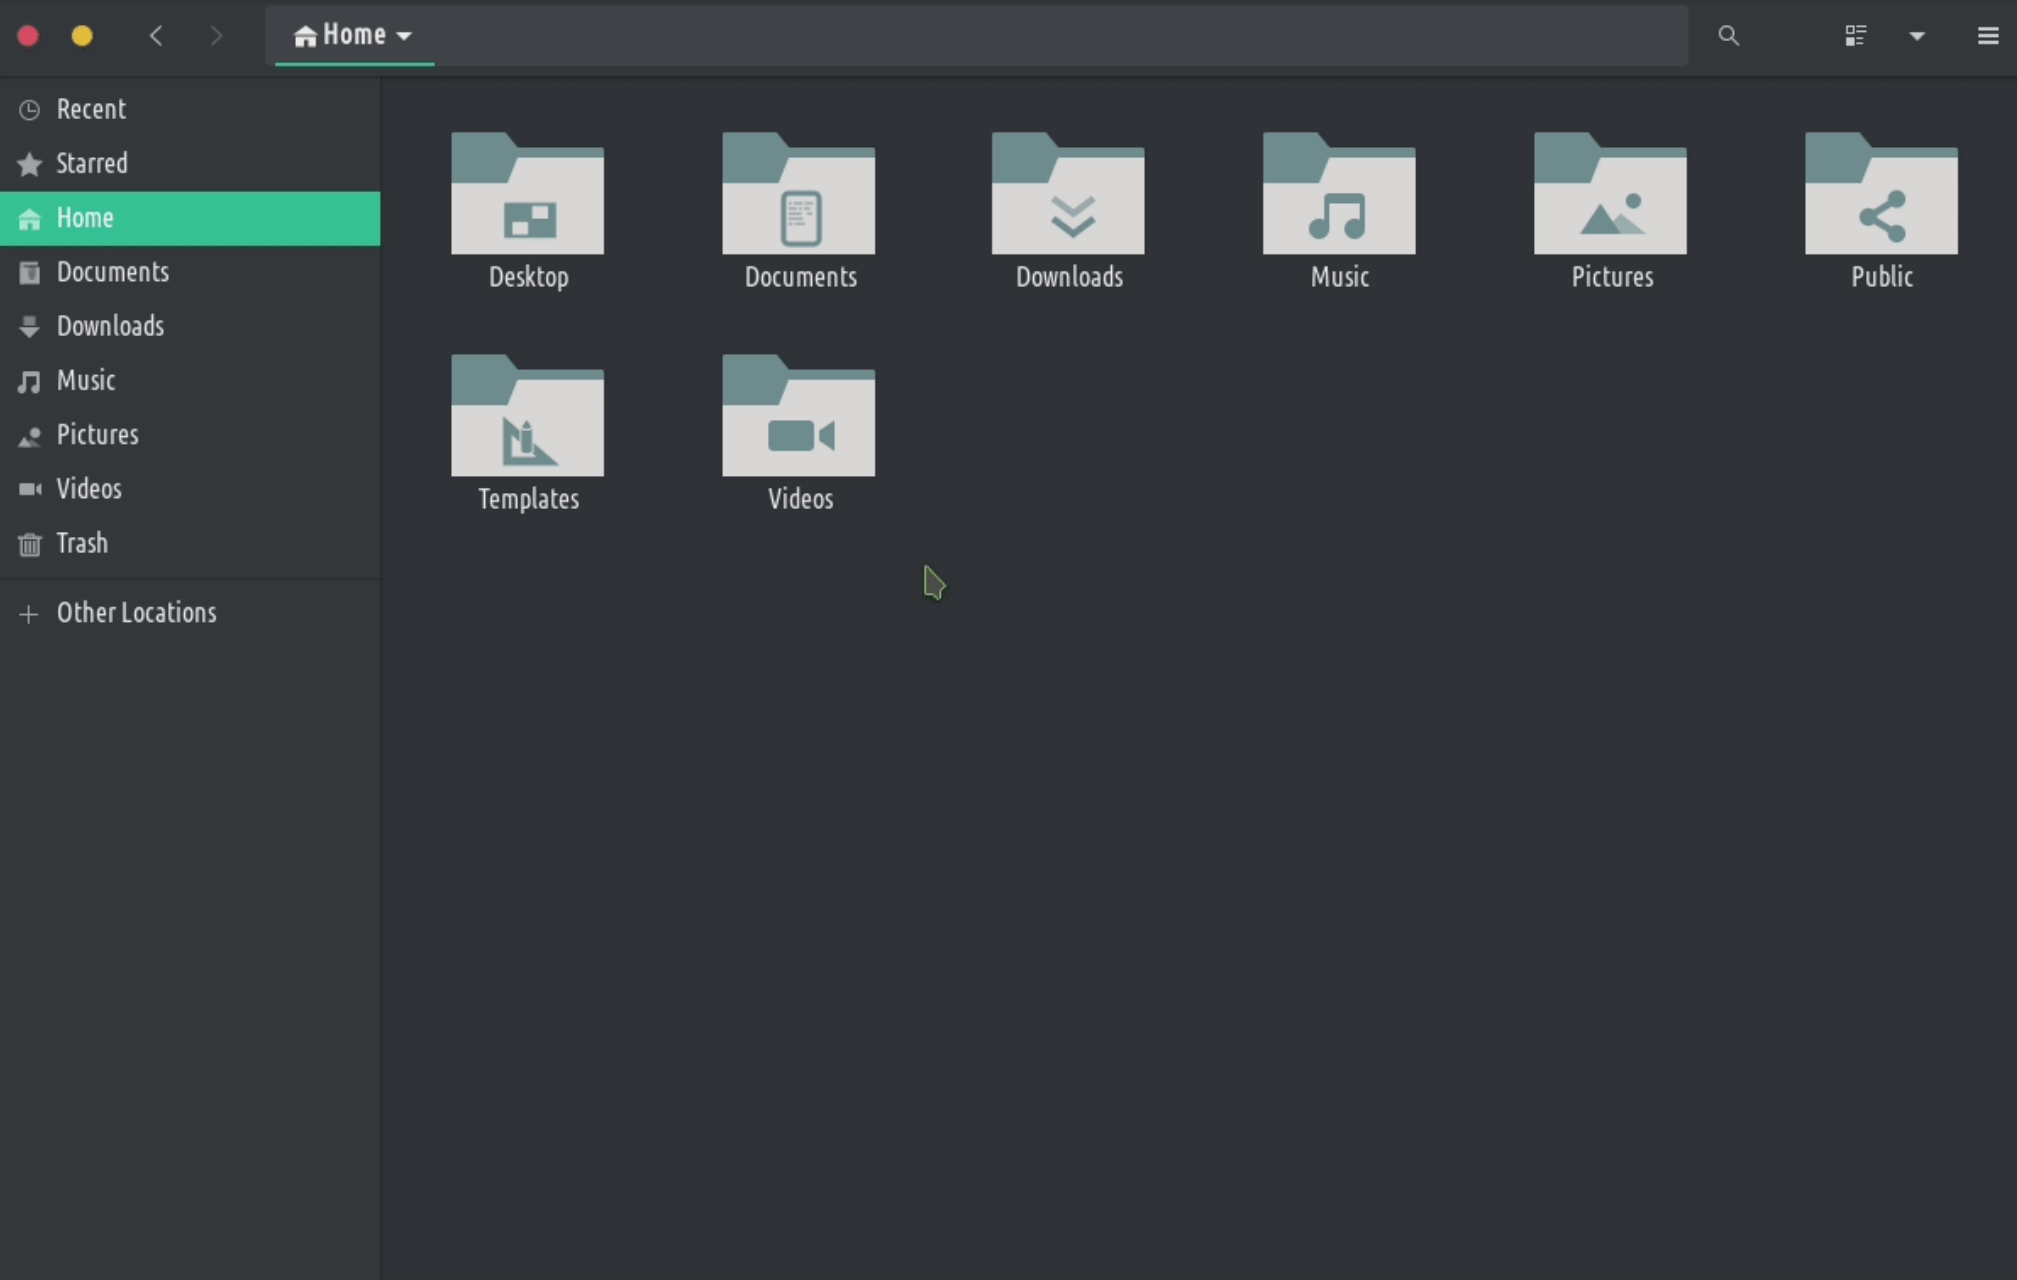 Home
Recent
Starred
Home
Documents
Downloads
Music
Pictures
Videos
Trash
Other Locations
Desktop
Documents
Downloads
Music
Pictures
Public
Templates
Videos